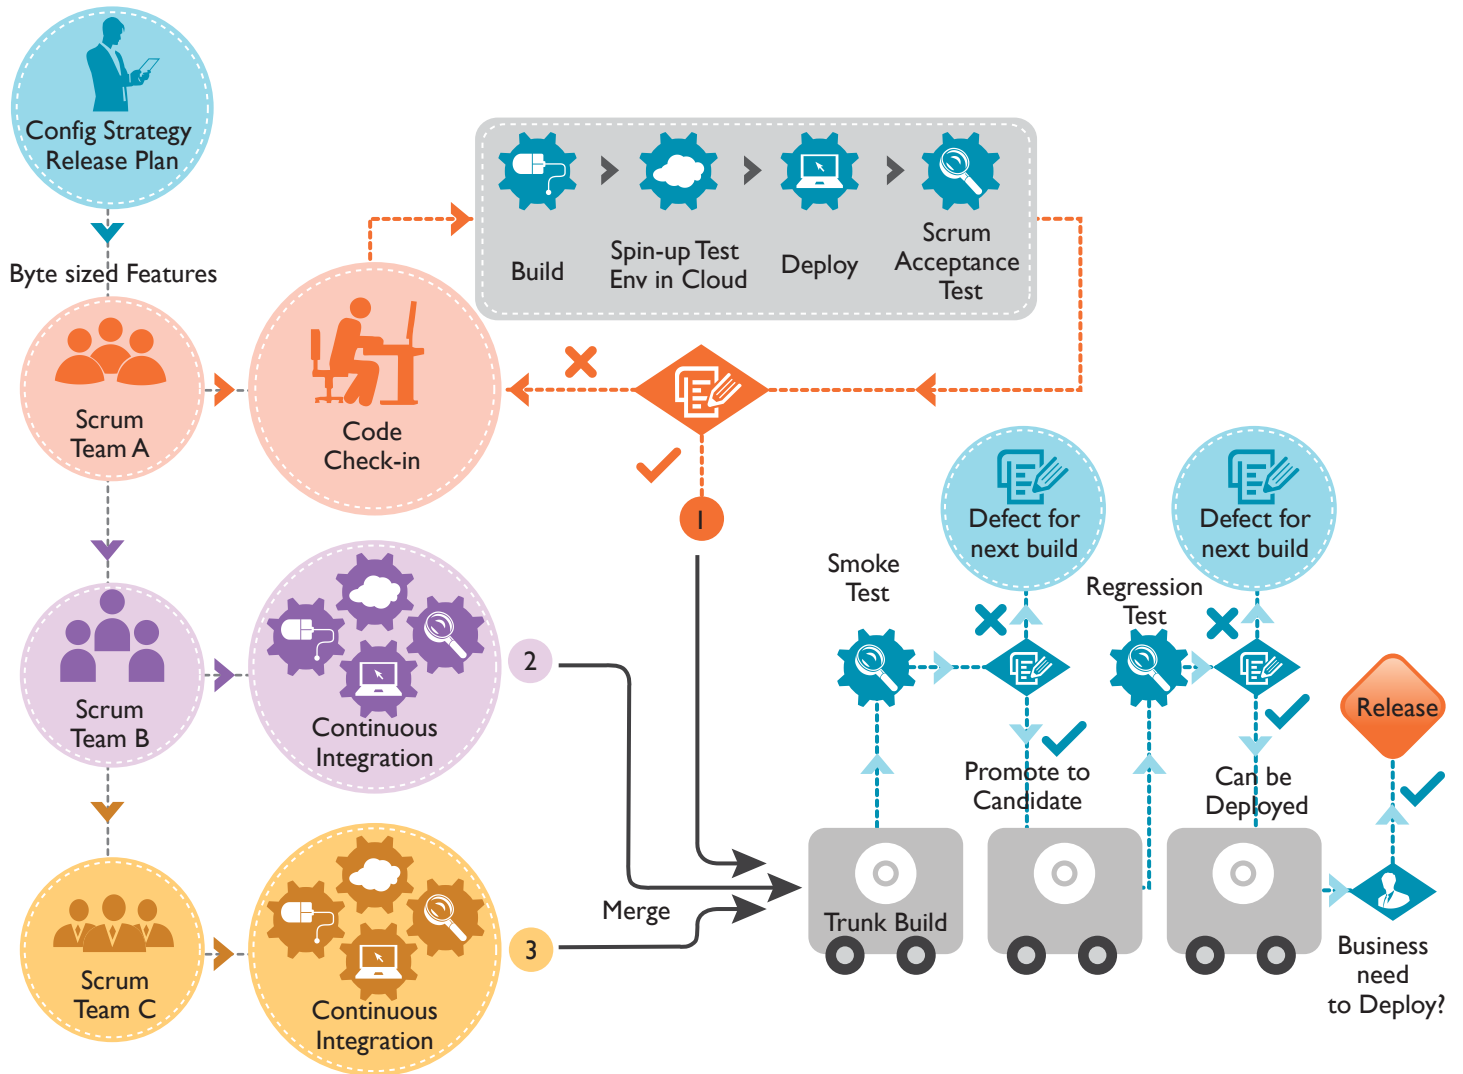 Config Strategy
Release Plan
Byte sized Features
Scrum
Team A
Code
Check-in
Build
Spin-up Test
Env in Cloud
Deploy
Scrum
Acceptance
Test
1
Scrum
Team B
Continuous
Integration
2
Scrum
Team C
Continuous
Integration
3
Merge
Trunk Build
Smoke
Test
Defect for
next build
Promote to
Candidate
Regression
Test
Defect for
next build
Can be
Deployed
Release
Business
need
to Deploy?